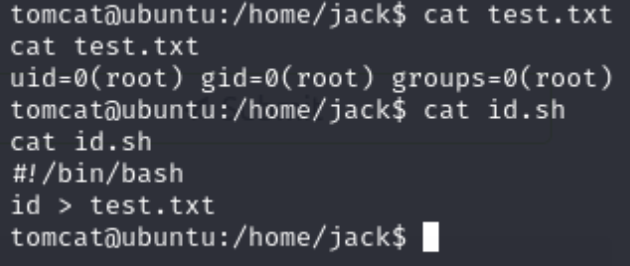 tomcat@ubuntu:/home/jack$ cat test.txt
cat test.txt
uid=0(root) gid=0(root) groups=0(root)
tomcat@ubuntu:/home/jack$ cat id.sh
cat id.sh
#!/bin/bash
id > test.txt
tomcat@ubuntu:/home/jack$